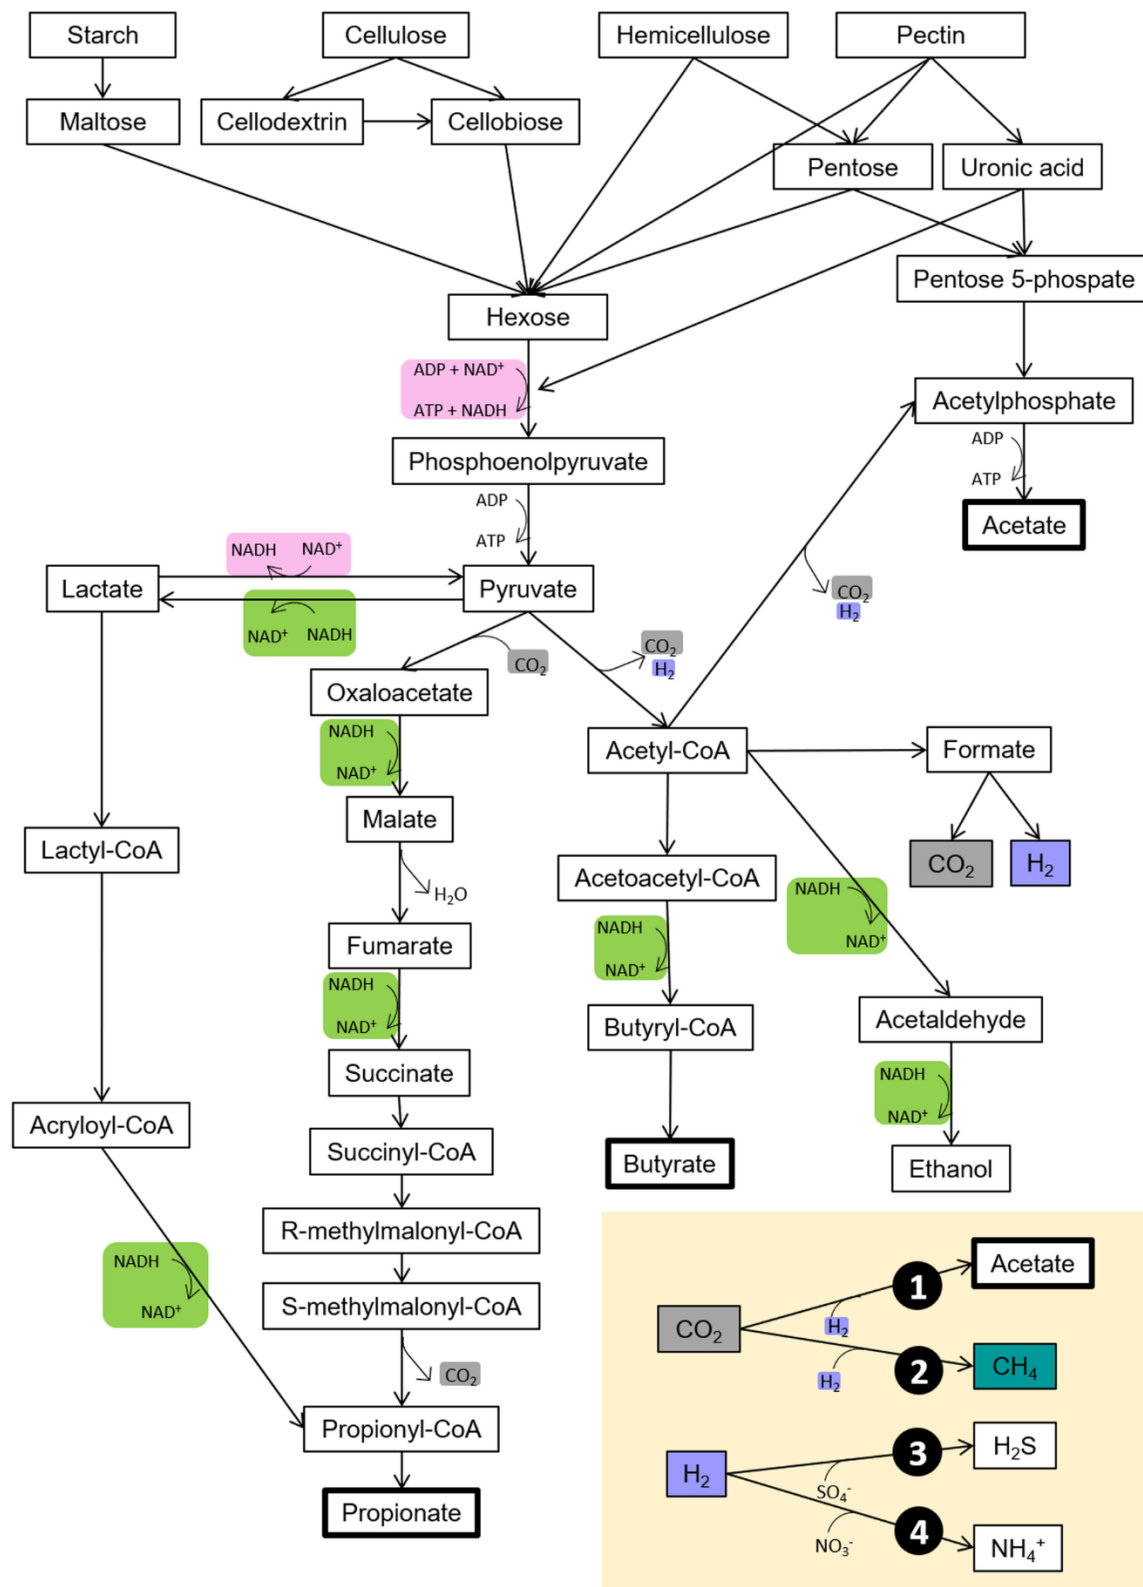 Starch
Cellulose
Hemicellulose
Pectin
Maltose
Cellodextrin
Cellobiose
Pentose
Uronic acid
Pentose 5-phospate
Hexose
ADP + NAD⁺
ATP + NADH
Acetylphosphate
Phosphoenolpyruvate
ADP
ATP
Acetate
ADP
ATP
NADH NAD⁺
Lactate
Pyruvate
NAD⁺ NADH
CO₂
H₂
CO₂
CO₂
H₂
Oxaloacetate
NADH
NAD⁺
Acetyl-CoA
Formate
Malate
Lactyl-CoA
CO₂
H₂
H₂O
Acetoacetyl-CoA
NADH
NAD⁺
Fumarate
NADH
NAD⁺
NADH
NAD⁺
Butyryl-CoA
Acetaldehyde
Succinate
NADH
NAD⁺
Acryloyl-CoA
Succinyl-CoA
Butyrate
Ethanol
R-methylmalonyl-CoA
NADH
NAD⁺
S-methylmalonyl-CoA
CO₂
Propionyl-CoA
Propionate
1
Acetate
CO₂
H₂
2
CH₄
H₂
3
H₂S
H₂
SO₄⁻
4
NO₃⁻
NH₄⁺